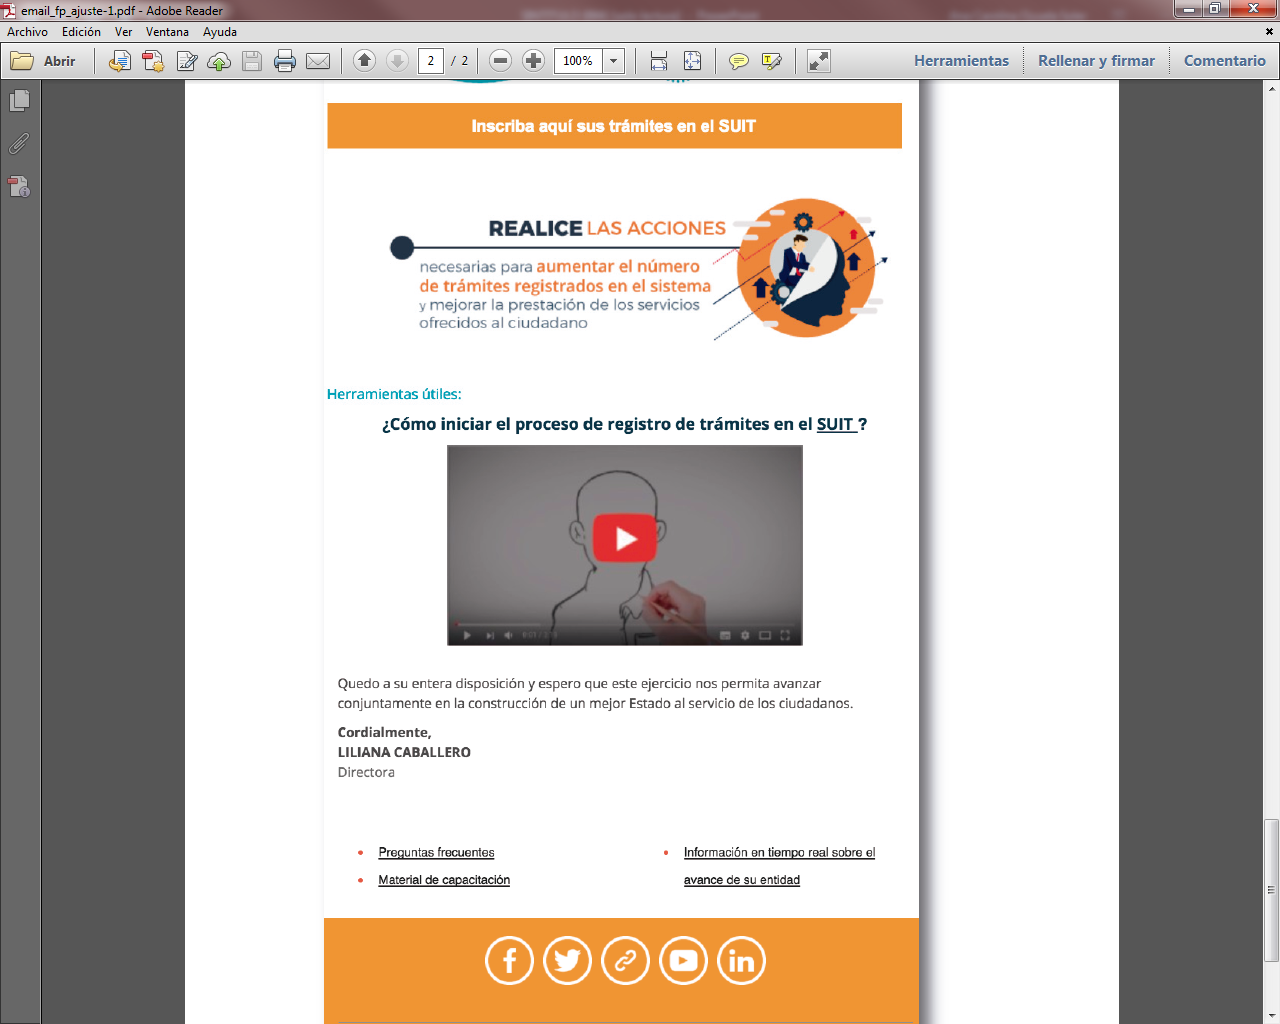 email_fp_ajuste-1.pdf - Adobe Reader
Archivo Edición Ver Ventana Ayuda
Abrir
2 / 2
100%
Herramientas
Rellenar y firmar
Comentario
Inscriba aquí sus trámites en el SUIT
REALICE LAS ACCIONES
necesarias para aumentar el número
de trámites registrados en el sistema
y mejorar la prestación de los servicios
ofrecidos al ciudadano
Herramientas útiles:
¿Cómo iniciar el proceso de registro de trámites en el SUIT ?
Quedo a su entera disposición y espero que este ejercicio nos permita avanzar
conjuntamente en la construcción de un mejor Estado al servicio de los ciudadanos.
Cordialmente,
LILIANA CABALLERO
Directora
Preguntas frecuentes
Material de capacitación
Información en tiempo real sobre el
avance de su entidad